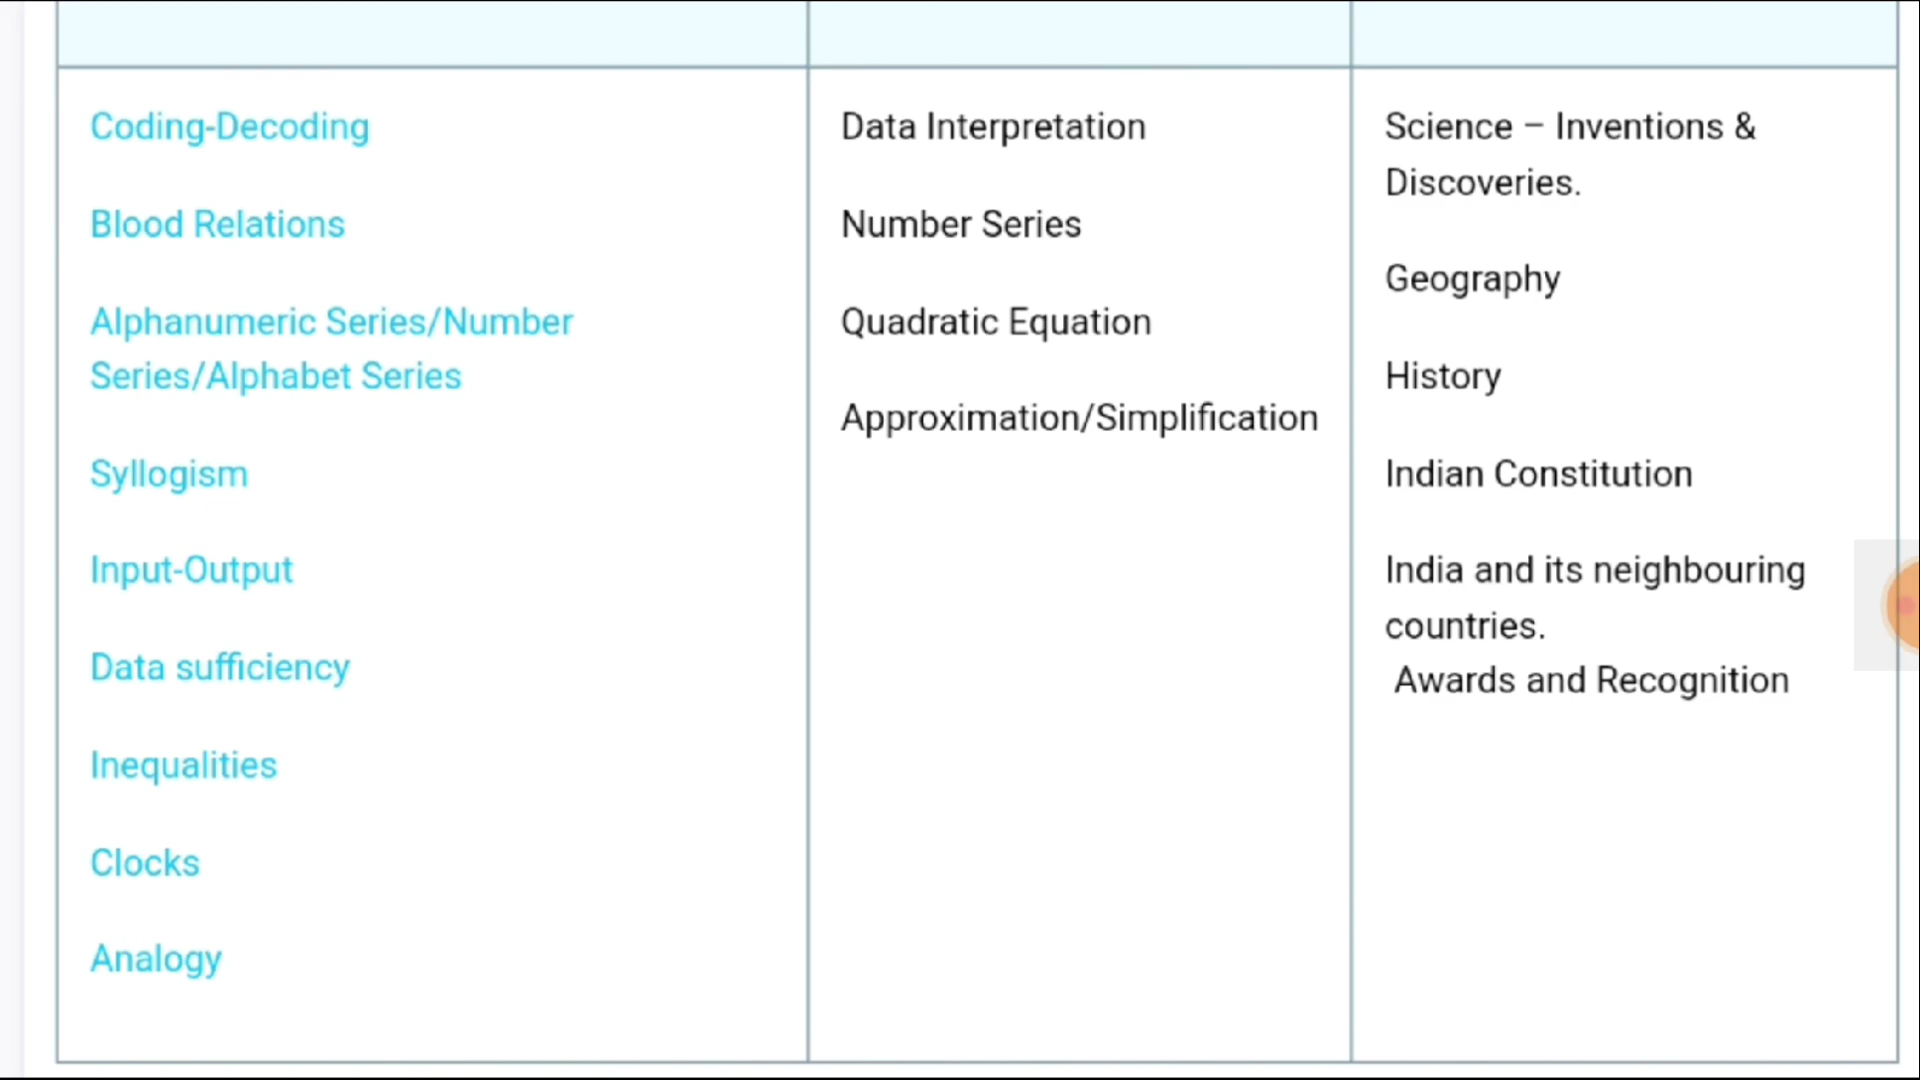 Coding-Decoding
Blood Relations
Alphanumeric Series/Number
Series/Alphabet Series
Syllogism
Input-Output
Data sufficiency
Inequalities
Clocks
Analogy
Data Interpretation
Number Series
Quadratic Equation
Approximation/Simplification
Science – Inventions &
Discoveries.
Geography
History
Indian Constitution
India and its neighbouring
countries.
Awards and Recognition